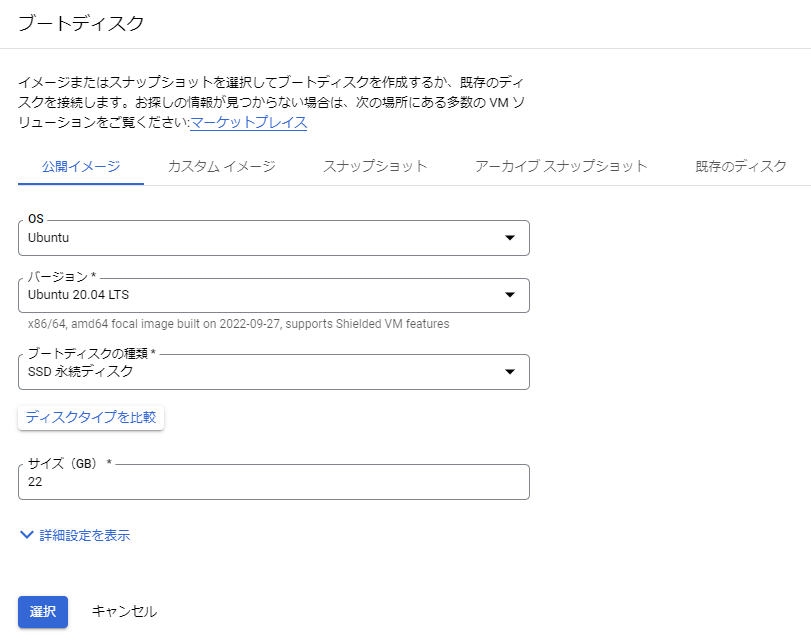 ブートディスク
イメージまたはスナップショットを選択してブートディスクを作成するか、既存のディ
スクを接続します。お探しの情報が見つからない場合は、次の場所にある多数の VM ソ
リューションをご覧ください:マーケットプレイス
公開イメージ カスタム イメージ スナップショット アーカイブ スナップショット 既存のディスク
OS
Ubuntu
バージョン *
Ubuntu 20.04 LTS
x86/64, amd64 focal image built on 2022-09-27, supports Shielded VM features
ブートディスクの種類 *
SSD 永続ディスク
ディスクタイプを比較
サイズ（GB） *
22
詳細設定を表示
選択 キャンセル